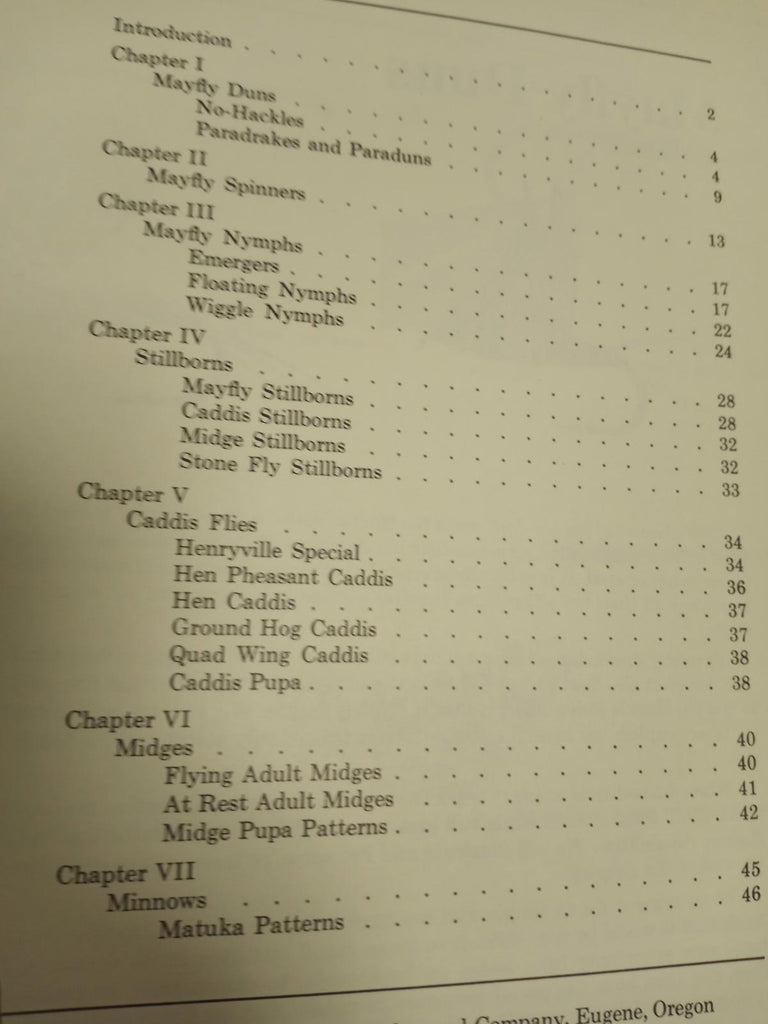 Introduction . . . . . . . . . . . . . . . . 2
Chapter I
Mayfly Duns . . . . . . . . . . . . . . 4
No-Hackles . . . . . . . . . . . . . 4
Paradrakes and Paraduns . . . . . . . . . 9
Chapter II
Mayfly Spinners . . . . . . . . . . . . . 13
Chapter III
Mayfly Nymphs . . . . . . . . . . . . . 17
Emergers . . . . . . . . . . . . . . 17
Floating Nymphs . . . . . . . . . . . . 22
Wiggle Nymphs . . . . . . . . . . . . 24
Chapter IV
Stillborns . . . . . . . . . . . . . . . 28
Mayfly Stillborns . . . . . . . . . . . . 28
Caddis Stillborns . . . . . . . . . . . . 32
Midge Stillborns . . . . . . . . . . . . 32
Stone Fly Stillborns . . . . . . . . . . . 33
Chapter V
Caddis Flies . . . . . . . . . . . . . . 34
Henryville Special . . . . . . . . . . . . 34
Hen Pheasant Caddis . . . . . . . . . . 36
Hen Caddis . . . . . . . . . . . . . . 37
Ground Hog Caddis . . . . . . . . . . . 37
Quad Wing Caddis . . . . . . . . . . . 38
Caddis Pupa . . . . . . . . . . . . . . 38
Chapter VI
Midges . . . . . . . . . . . . . . . . 40
Flying Adult Midges . . . . . . . . . . . 40
At Rest Adult Midges . . . . . . . . . . 41
Midge Pupa Patterns . . . . . . . . . . . 42
Chapter VII
Minnows . . . . . . . . . . . . . . . 45
Matuka Patterns . . . . . . . . . . . . 46
Company, Eugene, Oregon